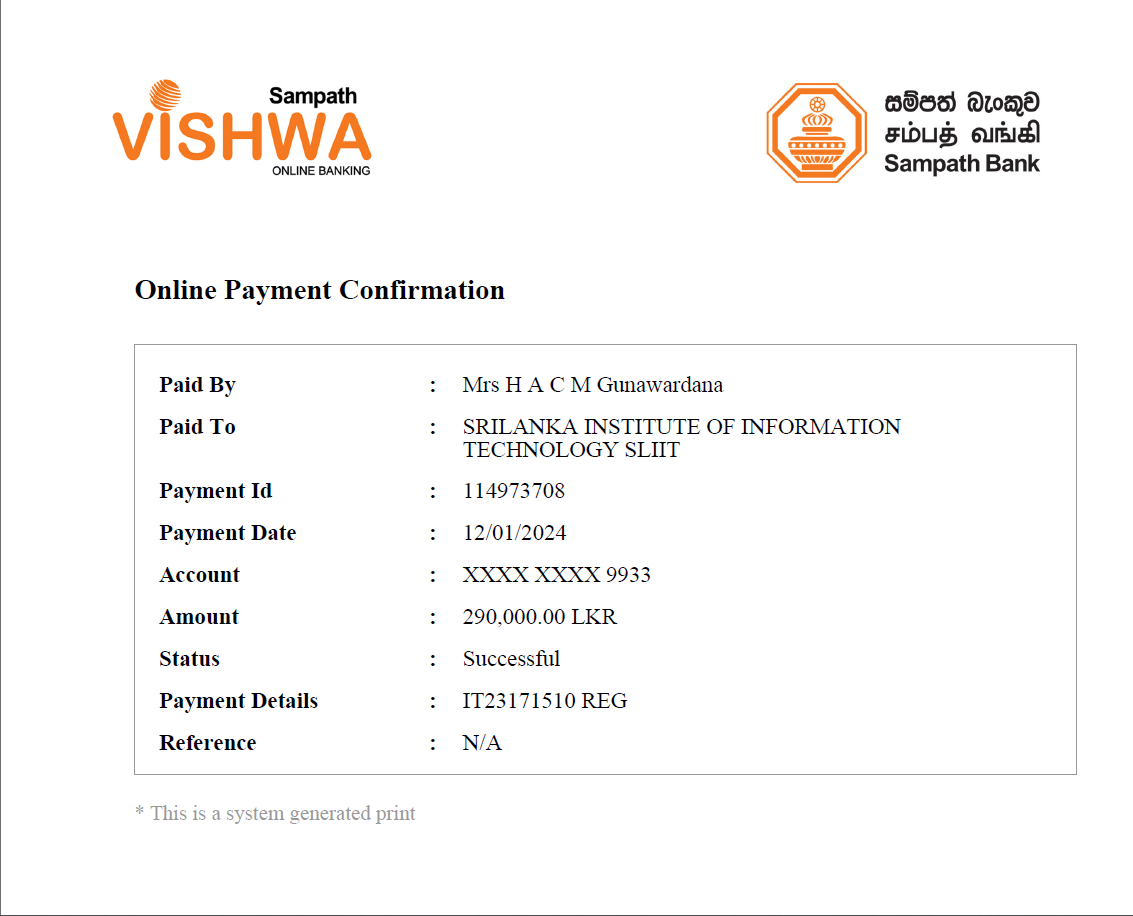 Sampath
VISHWA
ONLINE BANKING
සම්පත් බැංකුව
சம்பத் வங்கி
Sampath Bank
Online Payment Confirmation
Paid By : Mrs H A C M Gunawardana
Paid To : SRILANKA INSTITUTE OF INFORMATION
TECHNOLOGY SLIIT
Payment Id : 114973708
Payment Date : 12/01/2024
Account : XXXX XXXX 9933
Amount : 290,000.00 LKR
Status : Successful
Payment Details : IT23171510 REG
Reference : N/A
* This is a system generated print